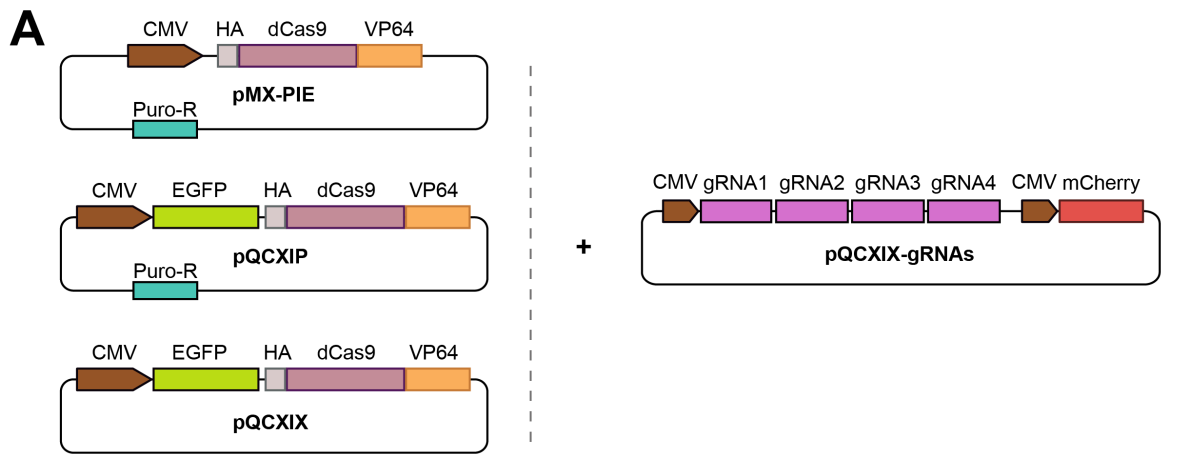 A
CMV HA dCas9 VP64
pMX-PIE
Puro-R
CMV EGFP HA dCas9 VP64
pQCXIP
Puro-R
CMV EGFP HA dCas9 VP64
pQCXIX
+
CMV gRNA1 gRNA2 gRNA3 gRNA4 CMV mCherry
pQCXIX-gRNAs